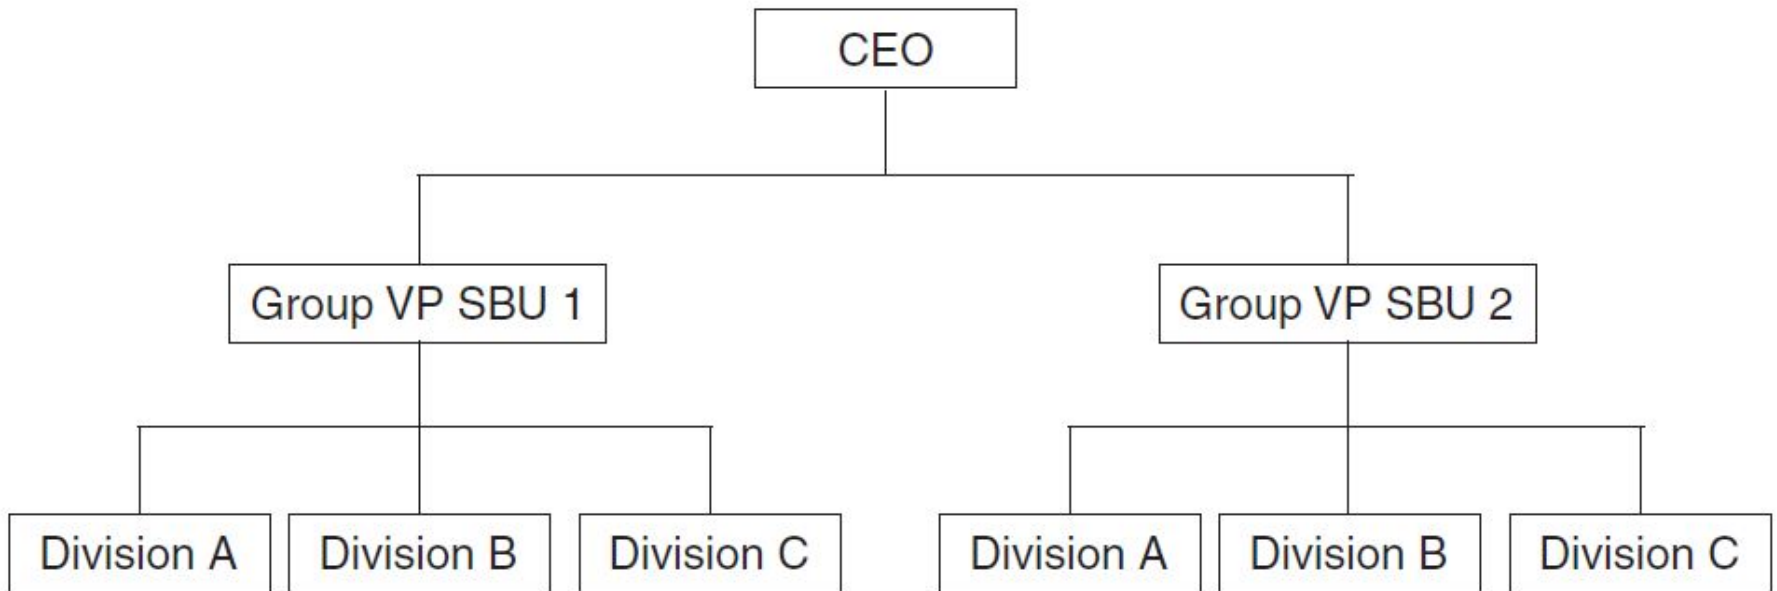 CEO
Group VP SBU 1
Group VP SBU 2
Division A
Division B
Division C
Division A
Division B
Division C